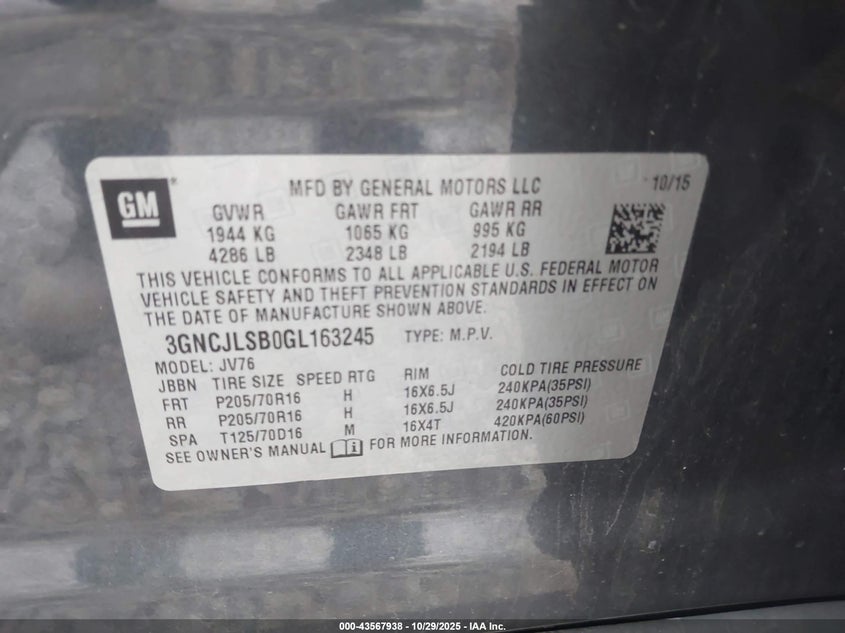 GM
MFD BY GENERAL MOTORS LLC 10/15
GVWR GAWR FRT GAWR RR
1944 KG 1065 KG 995 KG
4286 LB 2348 LB 2194 LB
THIS VEHICLE CONFORMS TO ALL APPLICABLE U.S. FEDERAL MOTOR
VEHICLE SAFETY AND THEFT PREVENTION STANDARDS IN EFFECT ON
THE DATE OF MANUFACTURE SHOWN ABOVE.
3GNCJLSB0GL163245 TYPE: M.P.V.
MODEL: JV76
JBBN TIRE SIZE SPEED RTG RIM COLD TIRE PRESSURE
FRT P205/70R16 H 16X6.5J 240KPA(35PSI)
RR P205/70R16 H 16X6.5J 240KPA(35PSI)
SPA T125/70D16 M 16X4T 420KPA(60PSI)
SEE OWNER'S MANUAL FOR MORE INFORMATION.
000-43567938 - 10/29/2025 - IAA Inc.